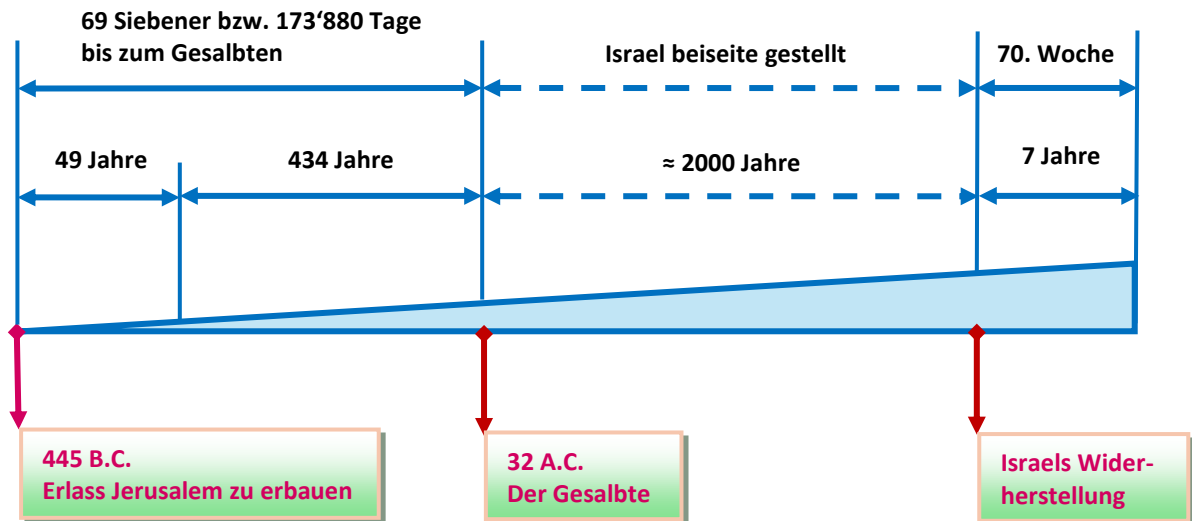 69 Siebener bzw. 173‘880 Tage
bis zum Gesalbten
Israel beiseite gestellt
70. Woche
49 Jahre
434 Jahre
≈ 2000 Jahre
7 Jahre
445 B.C.
Erlass Jerusalem zu erbauen
32 A.C.
Der Gesalbte
Israels Wider-
herstellung